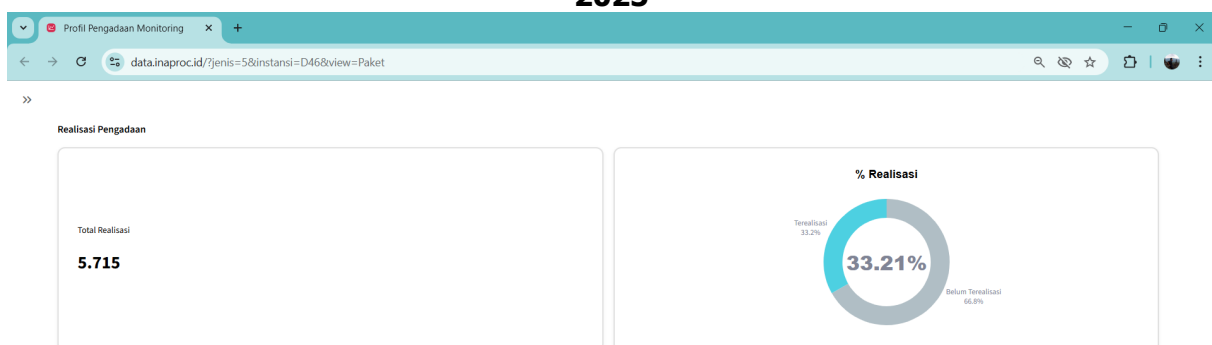 2025
Profil Pengadaan Monitoring
data.inaproc.id/?jenis=5&instansi=D46&view=Paket
Realisasi Pengadaan
Total Realisasi
5.715
% Realisasi
Terealisasi
33.2%
33.21%
Belum Terealisasi
66.8%